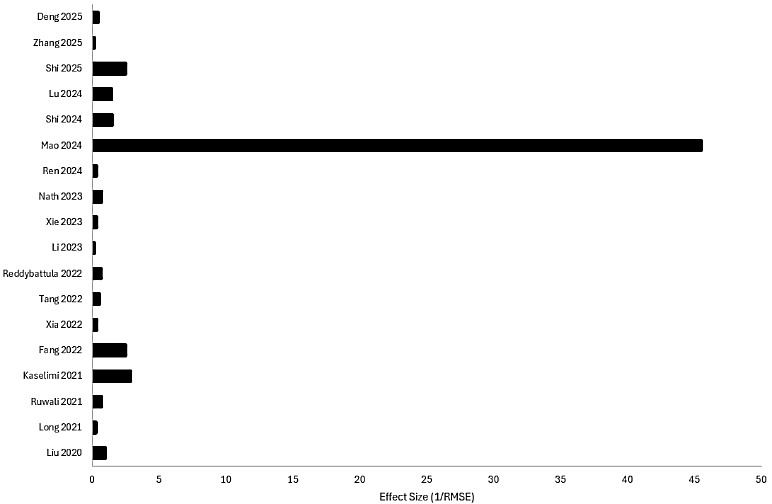 Deng 2025
Zhang 2025
Shi 2025
Lu 2024
Shi 2024
Mao 2024
Ren 2024
Nath 2023
Xie 2023
Li 2023
Reddybattula 2022
Tang 2022
Xia 2022
Fang 2022
Kaselimi 2021
Ruwali 2021
Long 2021
Liu 2020
0 5 10 15 20 25 30 35 40 45 50
Effect Size (1/RMSE)